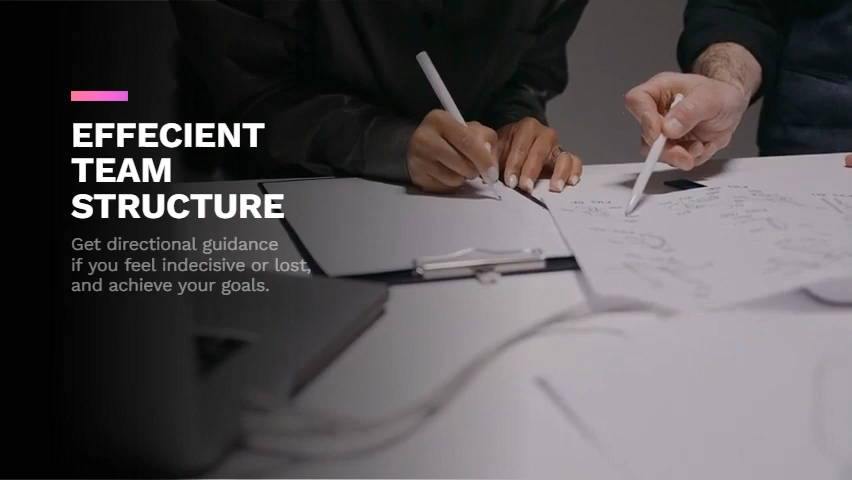 EFFECIENT
TEAM
STRUCTURE
Get directional guidance
if you feel indecisive or lost,
and achieve your goals.